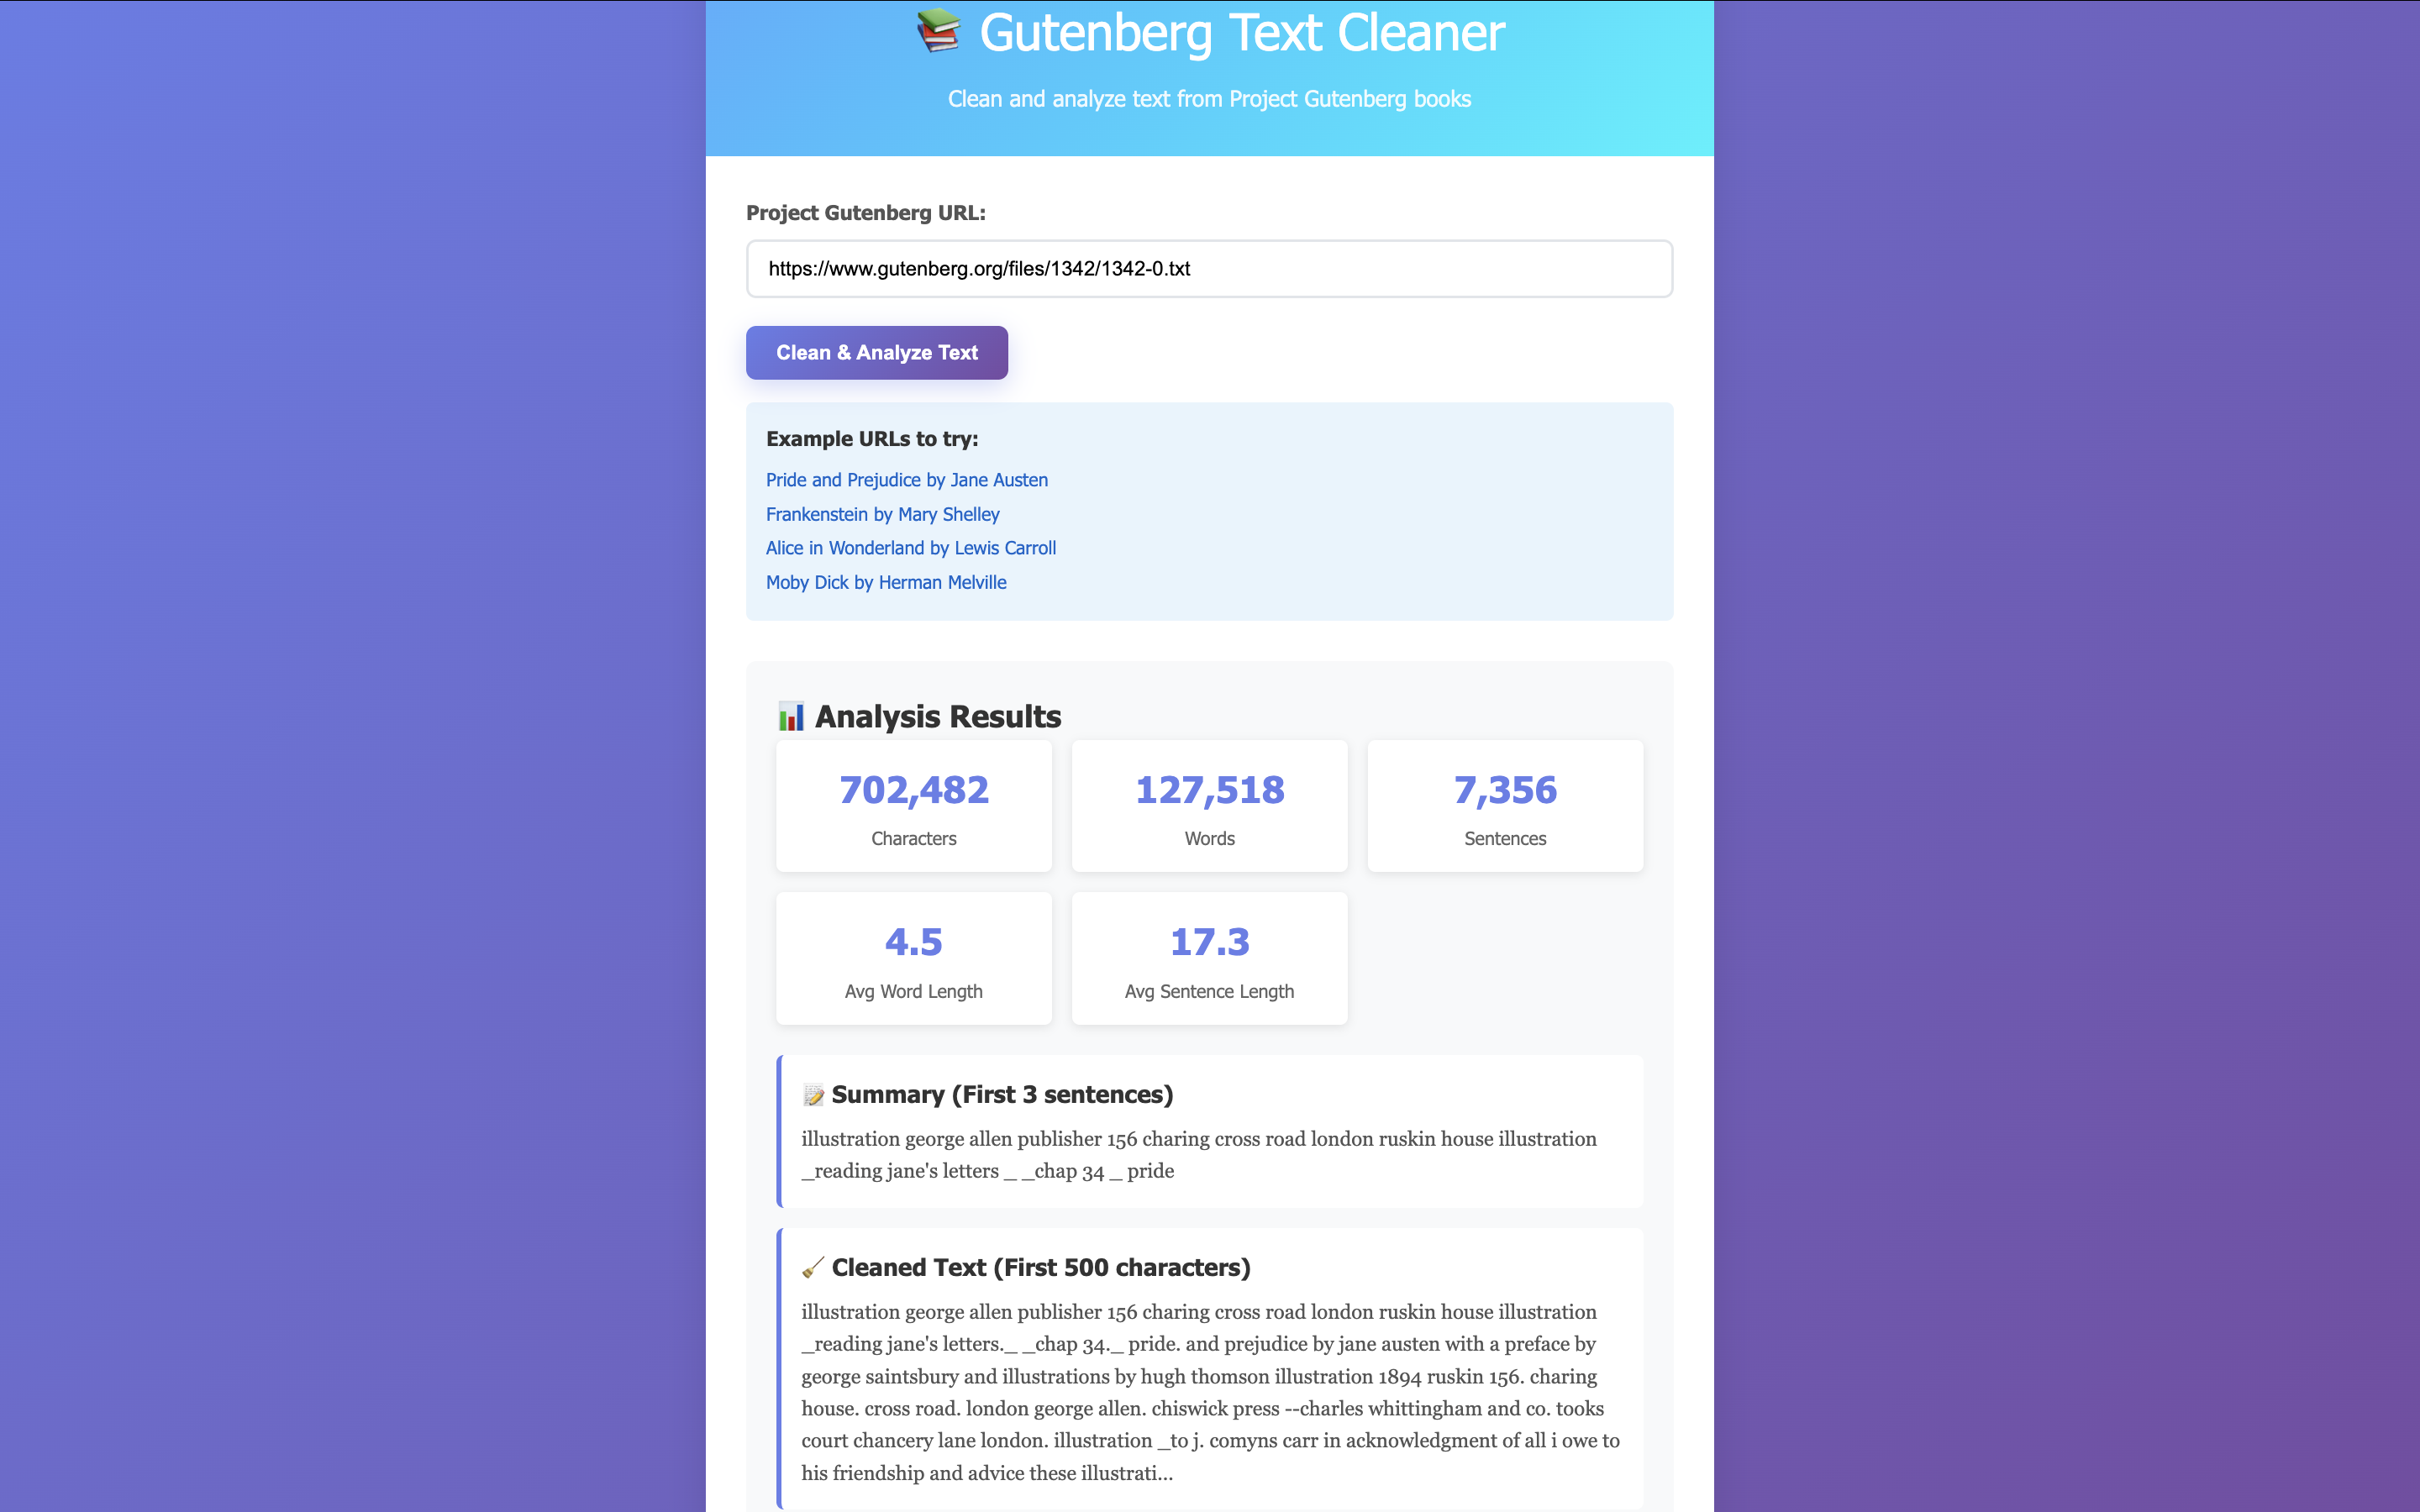 📚 Gutenberg Text Cleaner
Clean and analyze text from Project Gutenberg books
Project Gutenberg URL:
https://www.gutenberg.org/files/1342/1342-0.txt
Clean & Analyze Text
Example URLs to try:
Pride and Prejudice by Jane Austen
Frankenstein by Mary Shelley
Alice in Wonderland by Lewis Carroll
Moby Dick by Herman Melville
📊 Analysis Results
702,482
Characters
127,518
Words
7,356
Sentences
4.5
Avg Word Length
17.3
Avg Sentence Length
📝 Summary (First 3 sentences)
illustration george allen publisher 156 charing cross road london ruskin house illustration
_reading jane's letters _ _chap 34 _ pride
🧹 Cleaned Text (First 500 characters)
illustration george allen publisher 156 charing cross road london ruskin house illustration
_reading jane's letters._ _chap 34._ pride. and prejudice by jane austen with a preface by
george saintsbury and illustrations by hugh thomson illustration 1894 ruskin 156. charing
house. cross road. london george allen. chiswick press --charles whittingham and co. tooks
court chancery lane london. illustration _to j. comyns carr in acknowledgment of all i owe to
his friendship and advice these illustrati...